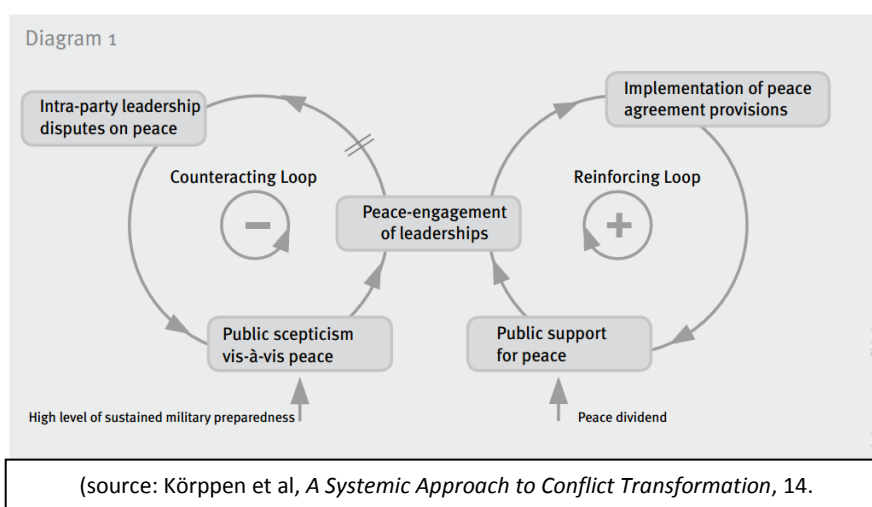 Diagram 1
Intra-party leadership
disputes on peace
Implementation of peace
agreement provisions
Counteracting Loop
Reinforcing Loop
Peace-engagement
of leaderships
Public scepticism
vis-à-vis peace
Public support
for peace
High level of sustained military preparedness
Peace dividend
(source: Körppen et al, A Systemic Approach to Conflict Transformation, 14.